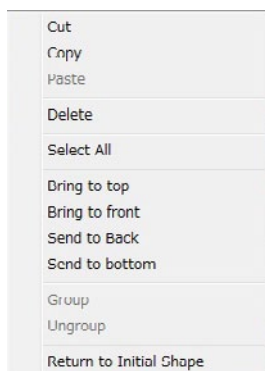 Cut
Copy
Paste
Delete
Select All
Bring to top
Bring to front
Send to Back
Send to bottom
Group
Ungroup
Return to Initial Shape